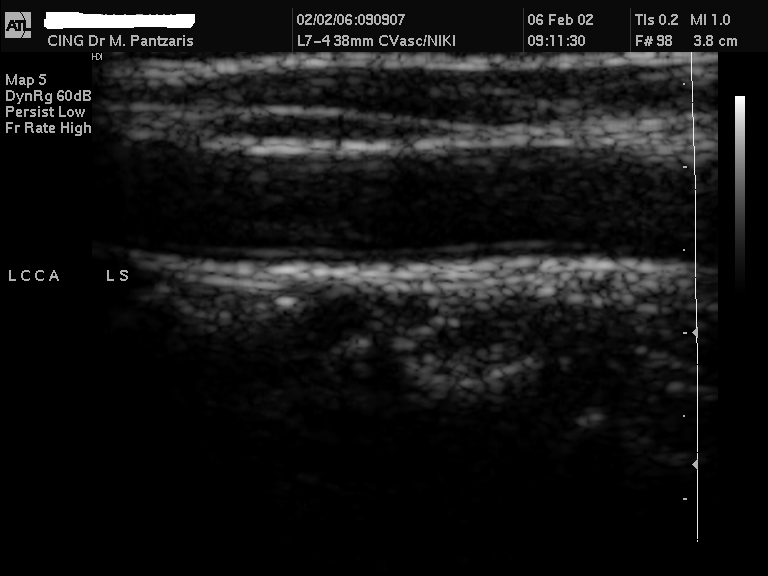 ATL
CING Dr M. Pantzaris
02/02/06:090907
L7-4 38mm CVasc/NIKI
06 Feb 02
09:11:30
TIs 0.2 MI 1.0
F# 98 3.8 cm
HDI
Map 5
DynRg 60dB
Persist Low
Fr Rate High
LCCA LS